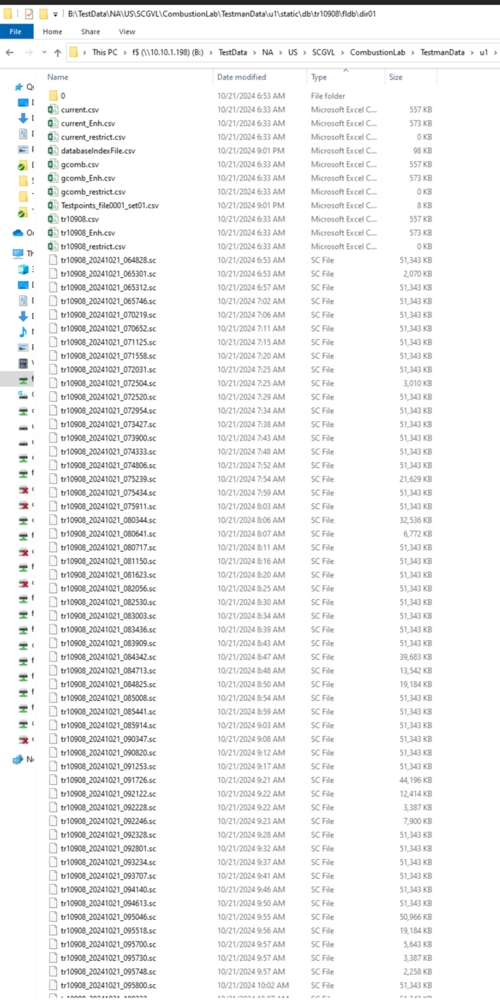 B:\TestData\NA\US\SCGVL\CombustionLab\TestmanData\u1\static\db\tr10908\fldb\dir01
File Home Share View
This PC › f$ (\\10.10.1.198) (B:) › TestData › NA › US › SCGVL › CombustionLab › TestmanData › u1 ›
Name Date modified Type Size
0 10/21/2024 6:53 AM File folder
current.csv 10/21/2024 6:33 AM Microsoft Excel C... 557 KB
current_Enh.csv 10/21/2024 6:33 AM Microsoft Excel C... 573 KB
current_restrict.csv 10/21/2024 6:33 AM Microsoft Excel C... 0 KB
databaseIndexFile.csv 10/21/2024 9:01 PM Microsoft Excel C... 98 KB
gcomb.csv 10/21/2024 6:33 AM Microsoft Excel C... 557 KB
gcomb_Enh.csv 10/21/2024 6:33 AM Microsoft Excel C... 573 KB
gcomb_restrict.csv 10/21/2024 6:33 AM Microsoft Excel C... 0 KB
Testpoints_file0001_set01.csv 10/21/2024 9:01 PM Microsoft Excel C... 8 KB
tr10908.csv 10/21/2024 6:33 AM Microsoft Excel C... 557 KB
tr10908_Enh.csv 10/21/2024 6:33 AM Microsoft Excel C... 573 KB
tr10908_restrict.csv 10/21/2024 6:33 AM Microsoft Excel C... 0 KB
tr10908_20241021_064828.sc 10/21/2024 6:53 AM SC File 51,343 KB
tr10908_20241021_065301.sc 10/21/2024 6:53 AM SC File 2,070 KB
tr10908_20241021_065312.sc 10/21/2024 6:57 AM SC File 51,343 KB
tr10908_20241021_065746.sc 10/21/2024 7:02 AM SC File 51,343 KB
tr10908_20241021_070219.sc 10/21/2024 7:06 AM SC File 51,343 KB
tr10908_20241021_070652.sc 10/21/2024 7:11 AM SC File 51,343 KB
tr10908_20241021_071125.sc 10/21/2024 7:15 AM SC File 51,343 KB
tr10908_20241021_071558.sc 10/21/2024 7:20 AM SC File 51,343 KB
tr10908_20241021_072031.sc 10/21/2024 7:25 AM SC File 51,343 KB
tr10908_20241021_072504.sc 10/21/2024 7:25 AM SC File 3,010 KB
tr10908_20241021_072520.sc 10/21/2024 7:29 AM SC File 51,343 KB
tr10908_20241021_072954.sc 10/21/2024 7:34 AM SC File 51,343 KB
tr10908_20241021_073427.sc 10/21/2024 7:38 AM SC File 51,343 KB
tr10908_20241021_073900.sc 10/21/2024 7:43 AM SC File 51,343 KB
tr10908_20241021_074333.sc 10/21/2024 7:48 AM SC File 51,343 KB
tr10908_20241021_074806.sc 10/21/2024 7:52 AM SC File 51,343 KB
tr10908_20241021_075239.sc 10/21/2024 7:54 AM SC File 21,629 KB
tr10908_20241021_075434.sc 10/21/2024 7:59 AM SC File 51,343 KB
tr10908_20241021_075911.sc 10/21/2024 8:03 AM SC File 51,343 KB
tr10908_20241021_080344.sc 10/21/2024 8:06 AM SC File 32,536 KB
tr10908_20241021_080641.sc 10/21/2024 8:07 AM SC File 6,772 KB
tr10908_20241021_080717.sc 10/21/2024 8:11 AM SC File 51,343 KB
tr10908_20241021_081150.sc 10/21/2024 8:16 AM SC File 51,343 KB
tr10908_20241021_081623.sc 10/21/2024 8:20 AM SC File 51,343 KB
tr10908_20241021_082056.sc 10/21/2024 8:25 AM SC File 51,343 KB
tr10908_20241021_082530.sc 10/21/2024 8:30 AM SC File 51,343 KB
tr10908_20241021_083003.sc 10/21/2024 8:34 AM SC File 51,343 KB
tr10908_20241021_083436.sc 10/21/2024 8:39 AM SC File 51,343 KB
tr10908_20241021_083909.sc 10/21/2024 8:43 AM SC File 51,343 KB
tr10908_20241021_084342.sc 10/21/2024 8:47 AM SC File 39,683 KB
tr10908_20241021_084713.sc 10/21/2024 8:48 AM SC File 13,542 KB
tr10908_20241021_084825.sc 10/21/2024 8:50 AM SC File 19,184 KB
tr10908_20241021_085008.sc 10/21/2024 8:54 AM SC File 51,343 KB
tr10908_20241021_085441.sc 10/21/2024 8:59 AM SC File 51,343 KB
tr10908_20241021_085914.sc 10/21/2024 9:03 AM SC File 51,343 KB
tr10908_20241021_090347.sc 10/21/2024 9:08 AM SC File 51,343 KB
tr10908_20241021_090820.sc 10/21/2024 9:12 AM SC File 51,343 KB
tr10908_20241021_091253.sc 10/21/2024 9:17 AM SC File 51,343 KB
tr10908_20241021_091726.sc 10/21/2024 9:21 AM SC File 44,196 KB
tr10908_20241021_092122.sc 10/21/2024 9:22 AM SC File 12,414 KB
tr10908_20241021_092228.sc 10/21/2024 9:22 AM SC File 3,387 KB
tr10908_20241021_092246.sc 10/21/2024 9:23 AM SC File 7,900 KB
tr10908_20241021_092328.sc 10/21/2024 9:28 AM SC File 51,343 KB
tr10908_20241021_092801.sc 10/21/2024 9:32 AM SC File 51,343 KB
tr10908_20241021_093234.sc 10/21/2024 9:37 AM SC File 51,343 KB
tr10908_20241021_093707.sc 10/21/2024 9:41 AM SC File 51,343 KB
tr10908_20241021_094140.sc 10/21/2024 9:46 AM SC File 51,343 KB
tr10908_20241021_094613.sc 10/21/2024 9:50 AM SC File 51,343 KB
tr10908_20241021_095046.sc 10/21/2024 9:55 AM SC File 50,966 KB
tr10908_20241021_095518.sc 10/21/2024 9:56 AM SC File 19,184 KB
tr10908_20241021_095700.sc 10/21/2024 9:57 AM SC File 5,643 KB
tr10908_20241021_095730.sc 10/21/2024 9:57 AM SC File 3,387 KB
tr10908_20241021_095748.sc 10/21/2024 9:57 AM SC File 2,258 KB
tr10908_20241021_095800.sc 10/21/2024 10:02 AM SC File 51,343 KB